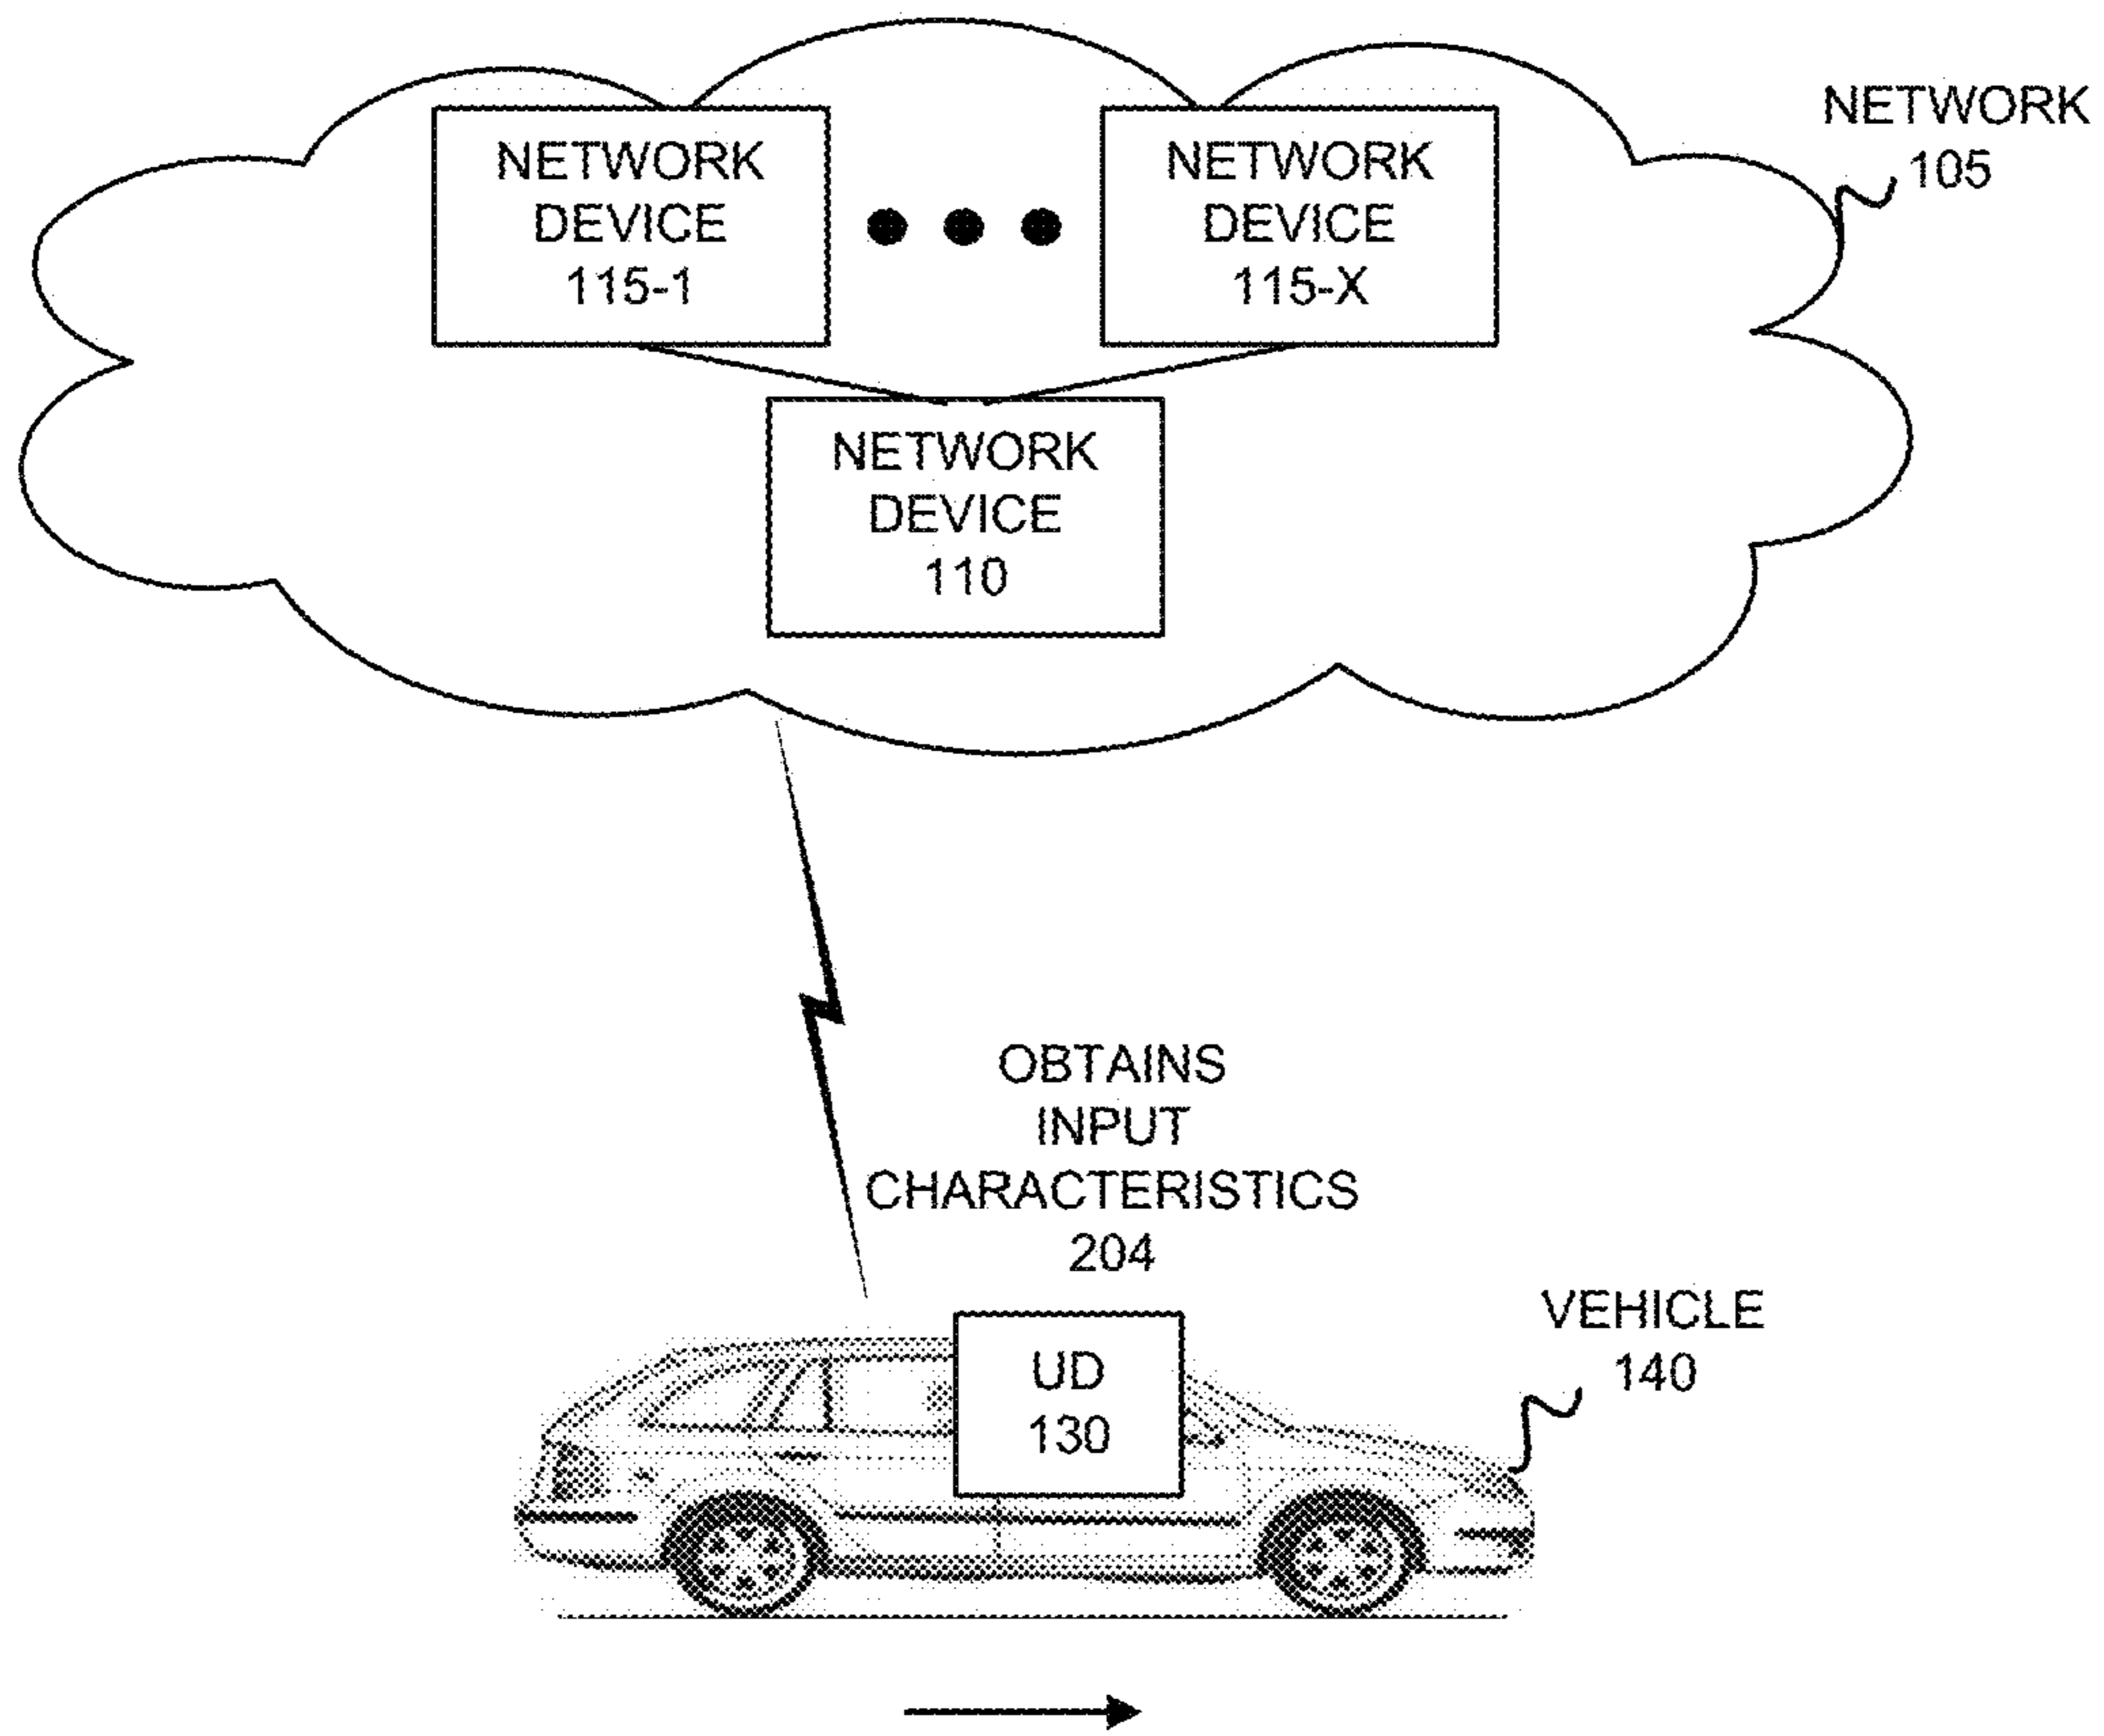 NETWORK
105
NETWORK
DEVICE
115-1
NETWORK
DEVICE
115-X
NETWORK
DEVICE
110
OBTAINS
INPUT
CHARACTERISTICS
204
UD
130
VEHICLE
140